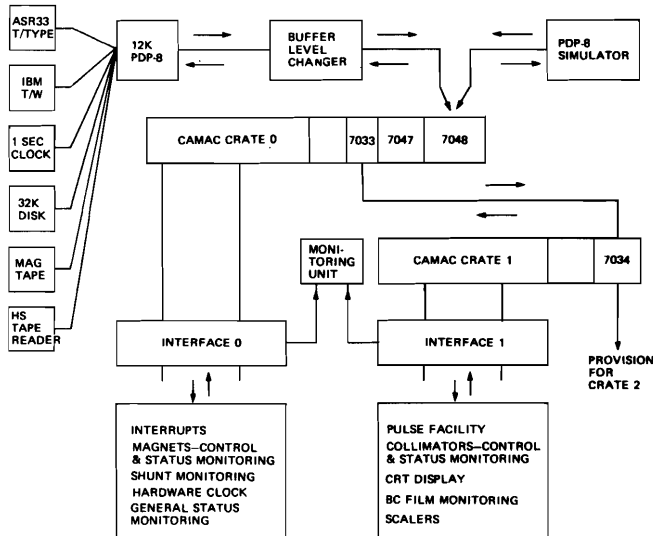 ASR33
T/TYPE
IBM
T/W
1 SEC
CLOCK
32K
DISK
MAG
TAPE
HS
TAPE
READER
12K
PDP-8
BUFFER
LEVEL
CHANGER
PDP-8
SIMULATOR
CAMAC CRATE 0
7033
7047
7048
MONI-
TORING
UNIT
CAMAC CRATE 1
7034
INTERFACE 0
INTERFACE 1
PROVISION
FOR
CRATE 2
INTERRUPTS
MAGNETS—CONTROL
& STATUS MONITORING
SHUNT MONITORING
HARDWARE CLOCK
GENERAL STATUS
MONITORING
PULSE FACILITY
COLLIMATORS—CONTROL
& STATUS MONITORING
CRT DISPLAY
BC FILM MONITORING
SCALERS